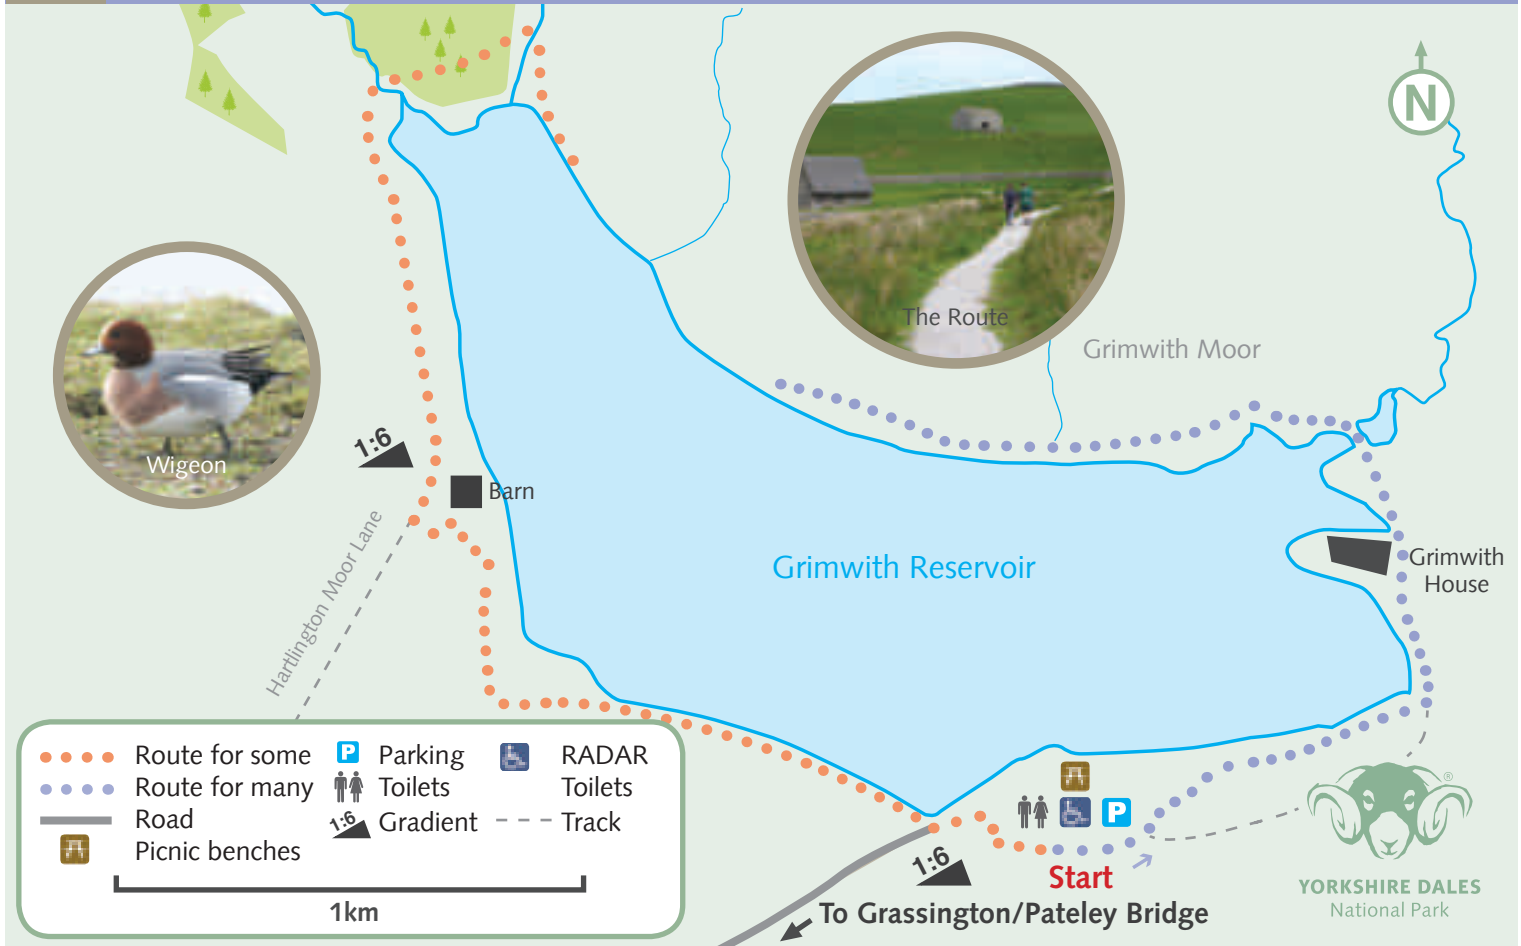 N
The Route
Grimwith Moor
Wigeon
1:6
Barn
Hartlington Moor Lane
Grimwith Reservoir
Grimwith
House
Route for some
Route for many
Road
Picnic benches
P
Parking
Toilets
1:6
Gradient
RADAR
Toilets
Track
1km
P
1:6
Start
To Grassington/Pateley Bridge
®
YORKSHIRE DALES
National Park